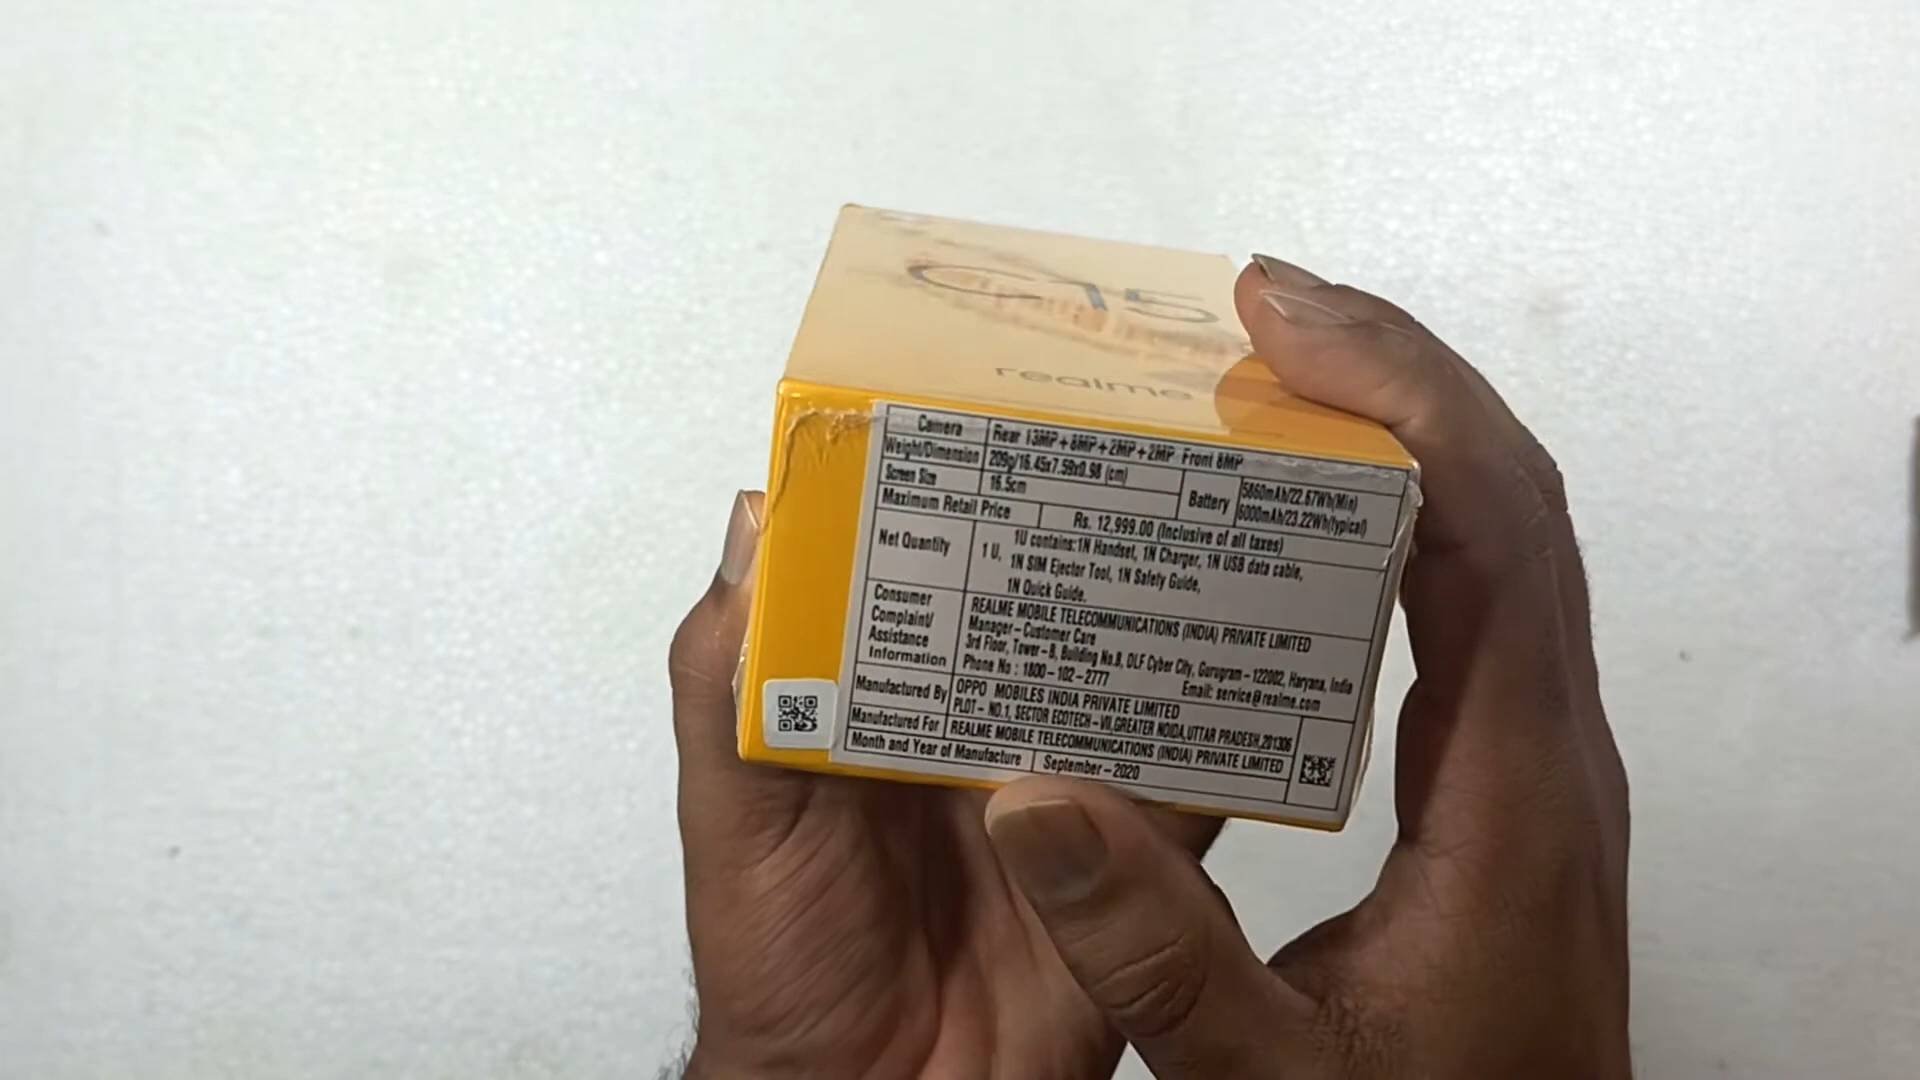 C15
realme
Camera Rear 13MP+8MP+2MP+2MP Front 8MP
Weight/Dimension 209g/16.45x7.59x0.98 (cm)
Screen Size 16.5cm
Battery 5860mAh/22.67Wh(Min)
6000mAh/23.22Wh(typical)
Maximum Retail Price Rs. 12,999.00 (Inclusive of all taxes)
Net Quantity 1 U, 1U contains:1N Handset, 1N Charger, 1N USB data cable,
1N SIM Ejector Tool, 1N Safety Guide,
1N Quick Guide.
Consumer
Complaint/
Assistance
Information
REALME MOBILE TELECOMMUNICATIONS (INDIA) PRIVATE LIMITED
Manager-Customer Care
3rd Floor, Tower-B, Building No.8, DLF Cyber City, Gurugram-122002, Haryana, India
Phone No : 1800-102-2777 Email: service@realme.com
Manufactured By OPPO MOBILES INDIA PRIVATE LIMITED
PLOT- NO.1, SECTOR ECOTECH-VII,GREATER NOIDA,UTTAR PRADESH,201306
Manufactured For REALME MOBILE TELECOMMUNICATIONS (INDIA) PRIVATE LIMITED
Month and Year of Manufacture September-2020